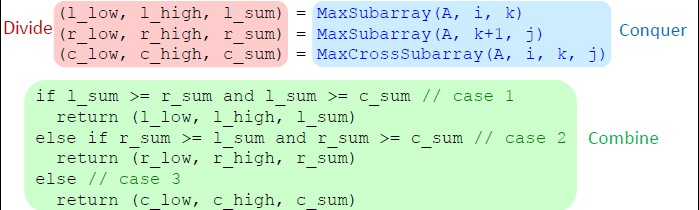 Divide (l_low, l_high, l_sum) = MaxSubarray(A, i, k)
(r_low, r_high, r_sum) = MaxSubarray(A, k+1, j) Conquer
(c_low, c_high, c_sum) = MaxCrossSubarray(A, i, k, j)
if l_sum >= r_sum and l_sum >= c_sum // case 1
return (l_low, l_high, l_sum)
else if r_sum >= l_sum and r_sum >= c_sum // case 2 Combine
return (r_low, r_high, r_sum)
else // case 3
return (c_low, c_high, c_sum)